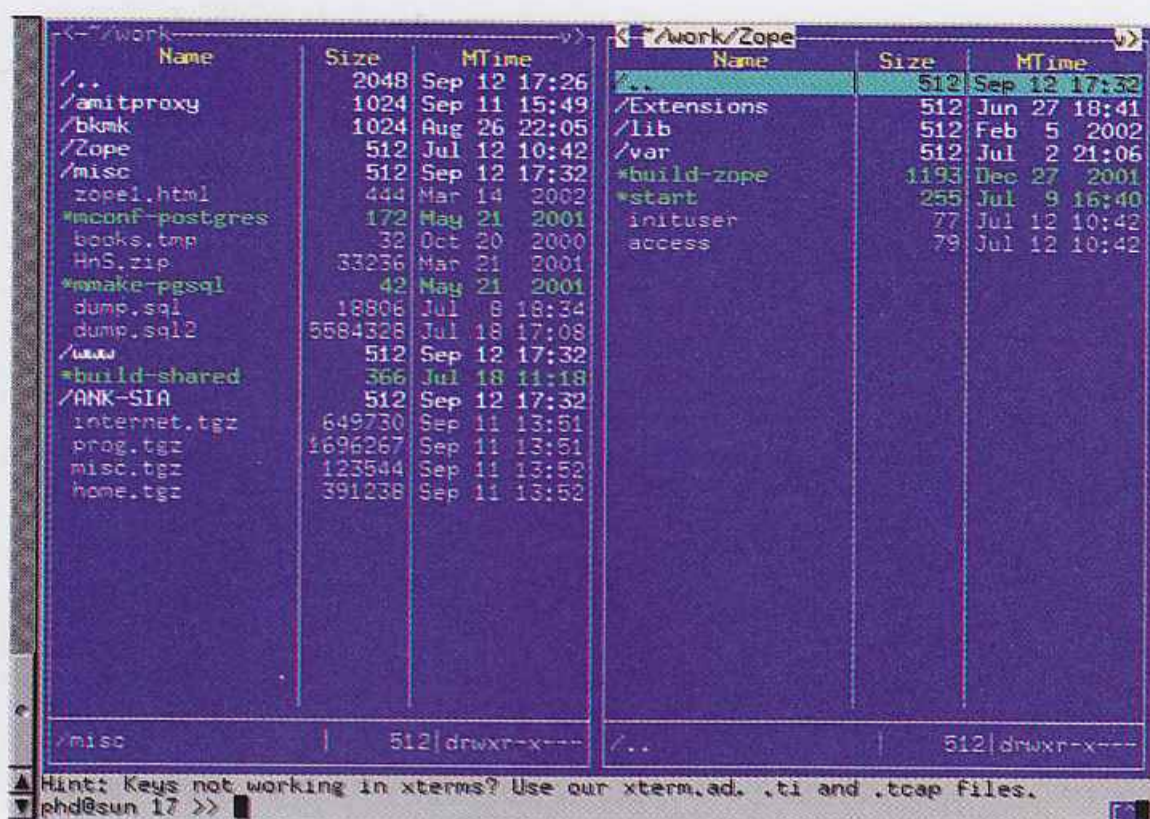 <-~/work v>
Name Size MTime
/.. 2048 Sep 12 17:26
/amitproxy 1024 Sep 11 15:49
/bkmk 1024 Aug 26 22:05
/Zope 512 Jul 12 10:42
/misc 512 Sep 12 17:32
zope1.html 444 Mar 14 2002
*mconf-postgres 172 May 21 2001
books.tmp 32 Oct 20 2000
HnS.zip 33236 Mar 21 2001
*mmake-pgsql 42 May 21 2001
dump.sql 18806 Jul 8 18:34
dump.sql2 5584328 Jul 18 17:08
/www 512 Sep 12 17:32
*build-shared 366 Jul 18 11:18
/ANK-SIA 512 Sep 12 17:32
internet.tgz 649730 Sep 11 13:51
prog.tgz 1696267 Sep 11 13:51
misc.tgz 123544 Sep 11 13:52
home.tgz 391238 Sep 11 13:52
/misc 512 drwxr-x---
< ~/work/Zope v>
Name Size MTime
/.. 512 Sep 12 17:32
/Extensions 512 Jun 27 18:41
/lib 512 Feb 5 2002
/var 512 Jul 2 21:06
*build-zope 1193 Dec 27 2001
*start 255 Jul 9 16:40
inituser 77 Jul 12 10:42
access 79 Jul 12 10:42
/.. 512 drwxr-x---
Hint: Keys not working in xterms? Use our xterm.ad, .ti and .tcap files.
phd@sun 17 >>